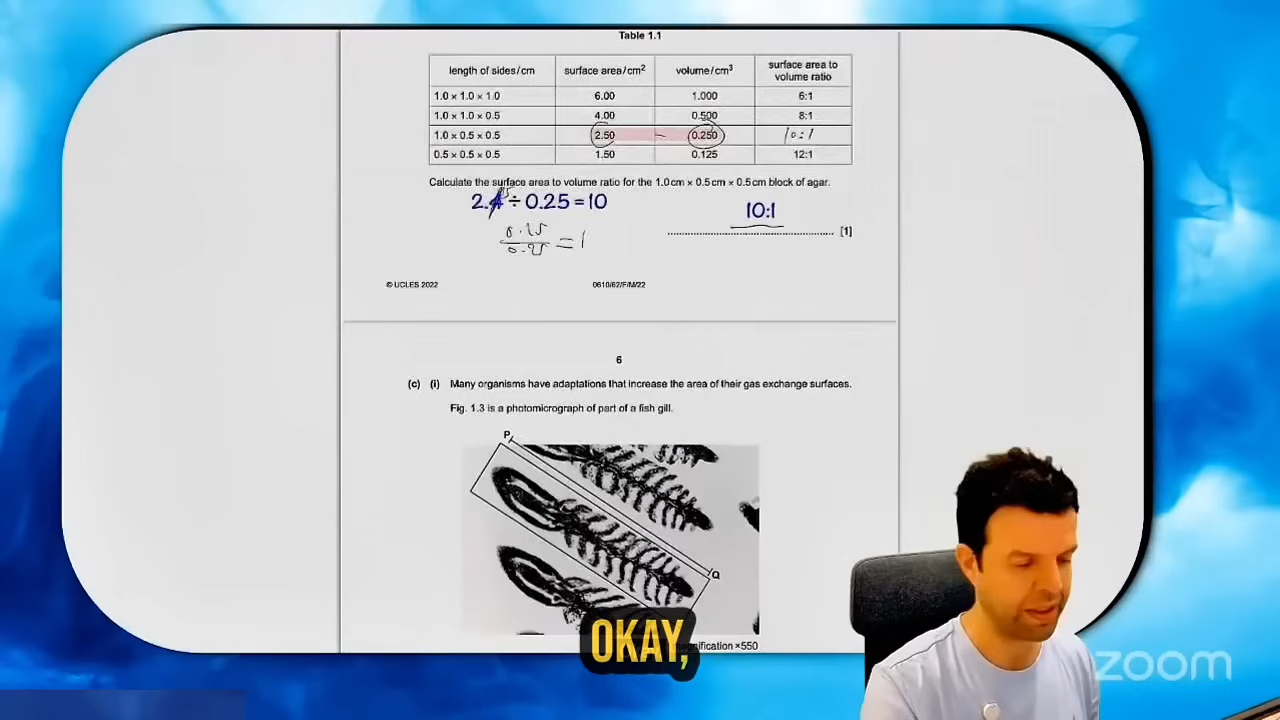 Table 1.1
length of sides/cm surface area/cm² volume/cm³ surface area to volume ratio
1.0 × 1.0 × 1.0 6.00 1.000 6:1
1.0 × 1.0 × 0.5 4.00 0.500 8:1
1.0 × 0.5 × 0.5 2.50 – 0.250 10:1
0.5 × 0.5 × 0.5 1.50 0.125 12:1
Calculate the surface area to volume ratio for the 1.0 cm × 0.5 cm × 0.5 cm block of agar.
÷ 0.25 = 10
10:1
= 1
[1]
© UCLES 2022 0610/62/F/M/22
6
(c) (i) Many organisms have adaptations that increase the area of their gas exchange surfaces.
Fig. 1.3 is a photomicrograph of part of a fish gill.
P
Q
OKAY,
×550
zoom